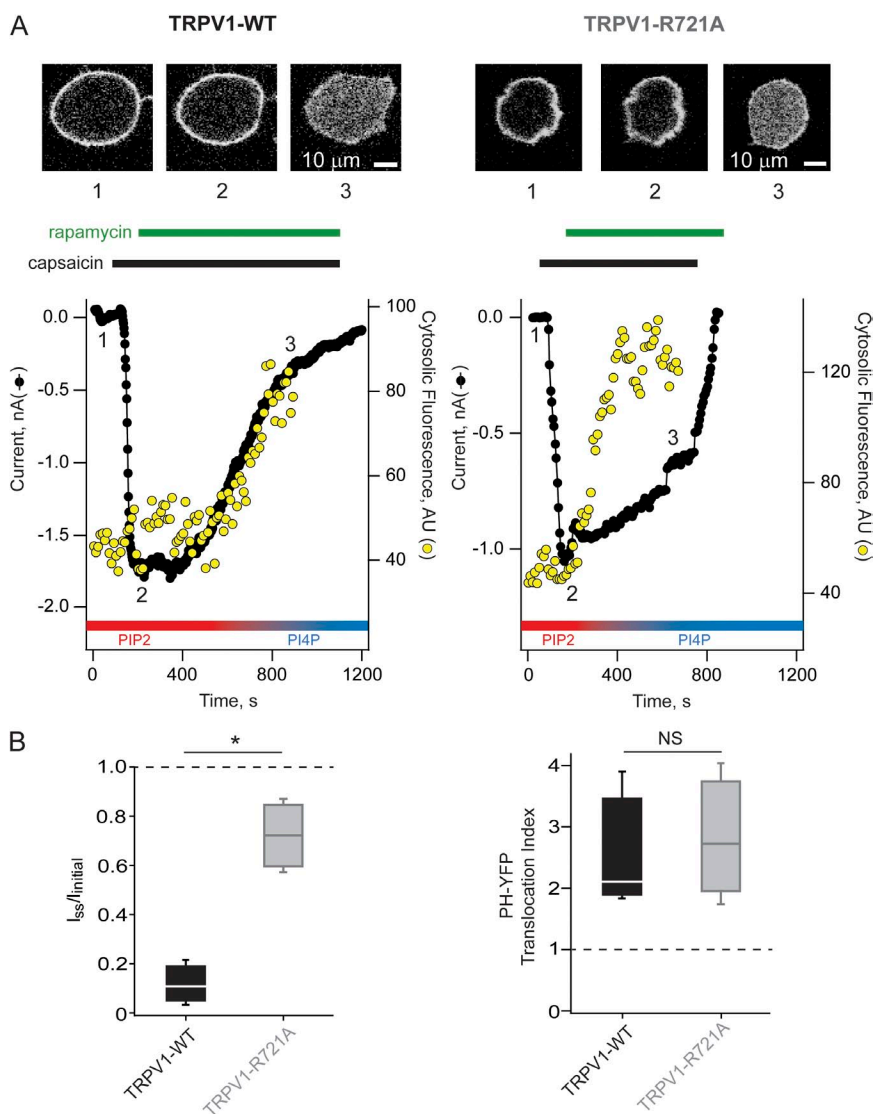 A
TRPV1-WT
TRPV1-R721A
10 μm
10 μm
1 2 3
1 2 3
rapamycin
capsaicin
Current, nA(●)
0.0
-0.5
-1.0
-1.5
-2.0
1
2
3
100
80
60
40
Cytosolic Fluorescence, AU (○)
PIP2
PI4P
0 400 800 1200
Time, s
Current, nA(●)
0.0
-0.5
-1.0
1
2
3
120
80
40
Cytosolic Fluorescence, AU (○)
PIP2
PI4P
0 400 800 1200
Time, s
B
*
Iss/Iinitial
1.0
0.8
0.6
0.4
0.2
0
TRPV1-WT
TRPV1-R721A
NS
PH-YFP
Translocation Index
4
3
2
1
0
TRPV1-WT
TRPV1-R721A